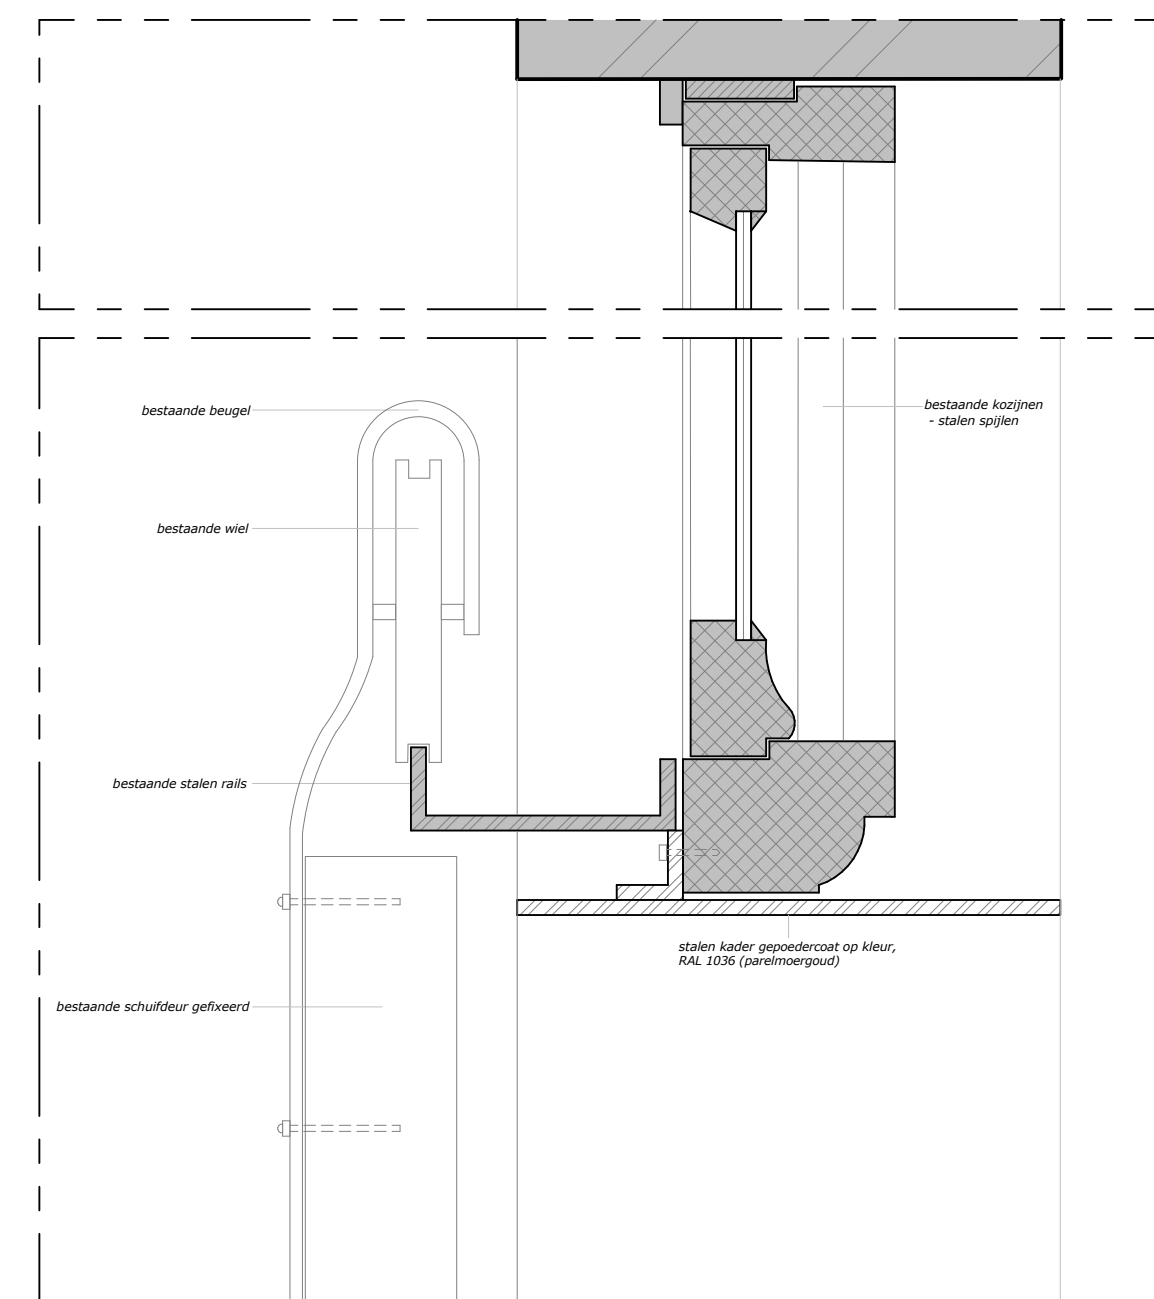 bestaande beugel
bestaande kozijnen
- stalen spijlen
bestaande wiel
bestaande stalen rails
stalen kader gepoedercoat op kleur,
RAL 1036 (parelmoergoud)
bestaande schuifdeur gefixeerd